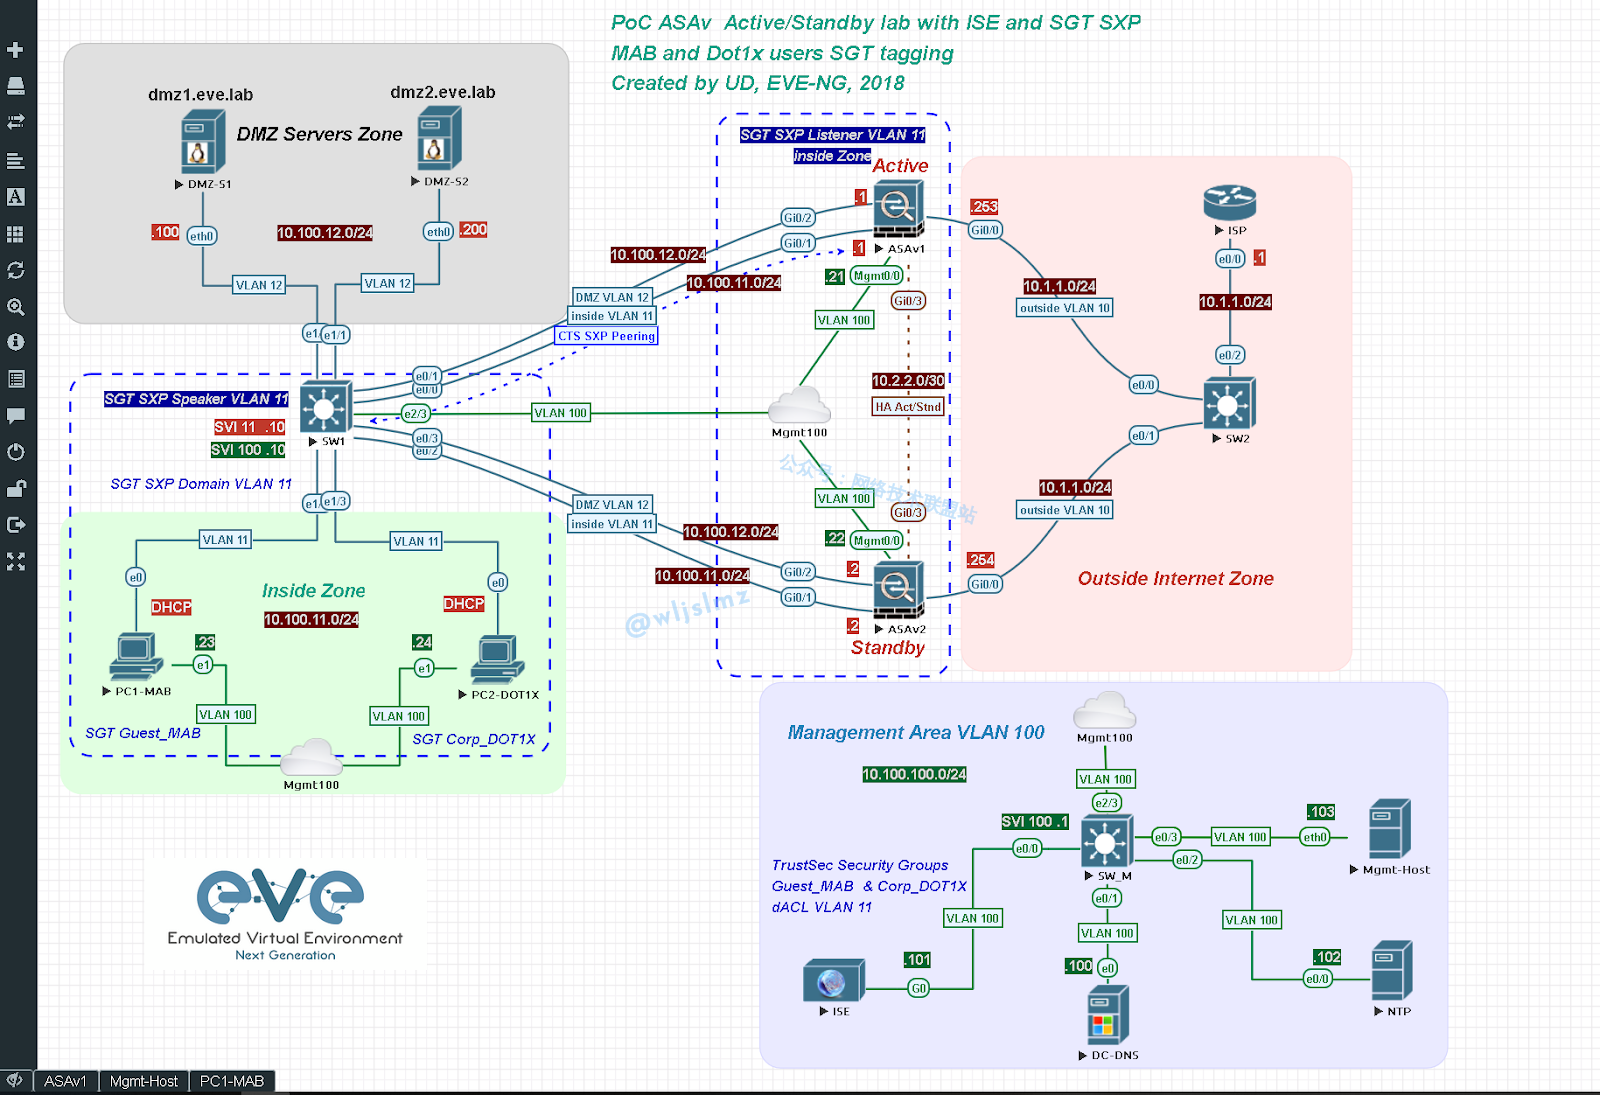 PoC ASAv  Active/Standby lab with ISE and SGT SXP
MAB and Dot1x users SGT tagging
Created by UD, EVE-NG, 2018
dmz1.eve.lab
dmz2.eve.lab
DMZ Servers Zone
DMZ-S1
DMZ-S2
.100
eth0
10.100.12.0/24
eth0
.200
VLAN 12
VLAN 12
e1/1
SGT SXP Listener VLAN 11
inside Zone
Active
.1
Gi0/2
Gi0/1
.1
ASAv1
10.100.12.0/24
10.100.11.0/24
.21
Mgmt0/0
Gi0/3
DMZ VLAN 12
inside VLAN 11
CTS SXP Peering
VLAN 100
.253
Gi0/0
ISP
e0/0
.1
10.1.1.0/24
outside VLAN 10
10.1.1.0/24
e0/2
e0/0
SW2
e0/1
10.1.1.0/24
outside VLAN 10
.254
Gi0/0
Outside Internet Zone
SGT SXP Speaker VLAN 11
SVI 11  .10
SVI 100 .10
SW1
e0/1
e0/0
e2/3
VLAN 100
e0/3
e0/2
Mgmt100
10.2.2.0/30
HA Act/Stnd
公众号：网络技术联盟站
SGT SXP Domain VLAN 11
e1/3
DMZ VLAN 12
inside VLAN 11
10.100.12.0/24
10.100.11.0/24
VLAN 100
Gi0/3
.22
Mgmt0/0
Gi0/2
.2
Gi0/1
.2
ASAv2
Standby
@wljslmz
VLAN 11
VLAN 11
e0
e0
Inside Zone
10.100.11.0/24
DHCP
DHCP
.23
.24
e1
e1
PC1-MAB
PC2-DOT1X
VLAN 100
VLAN 100
SGT Guest_MAB
SGT Corp_DOT1X
Mgmt100
Management Area VLAN 100
10.100.100.0/24
Mgmt100
VLAN 100
e2/3
SVI 100 .1
e0/0
SW_M
e0/3
VLAN 100
eth0
.103
Mgmt-Host
e0/2
e0/1
VLAN 100
VLAN 100
VLAN 100
TrustSec Security Groups
Guest_MAB  & Corp_DOT1X
dACL VLAN 11
.101
G0
ISE
.100
e0
DC-DNS
.102
e0/0
NTP
eve
Emulated Virtual Environment
Next Generation
ASAv1
Mgmt-Host
PC1-MAB